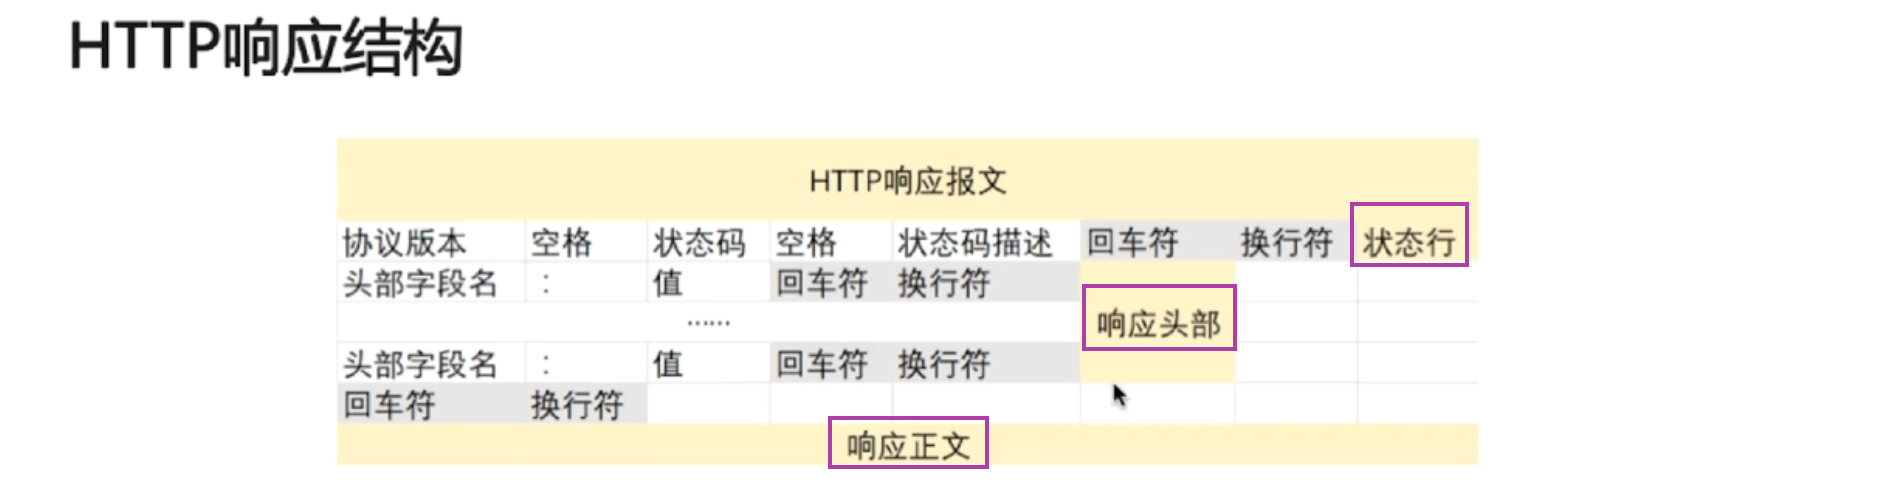 HTTP响应结构
HTTP响应报文
协议版本 空格 状态码 空格 状态码描述 回车符 换行符 状态行
头部字段名 : 值 回车符 换行符
...... 响应头部
头部字段名 : 值 回车符 换行符
回车符 换行符
响应正文